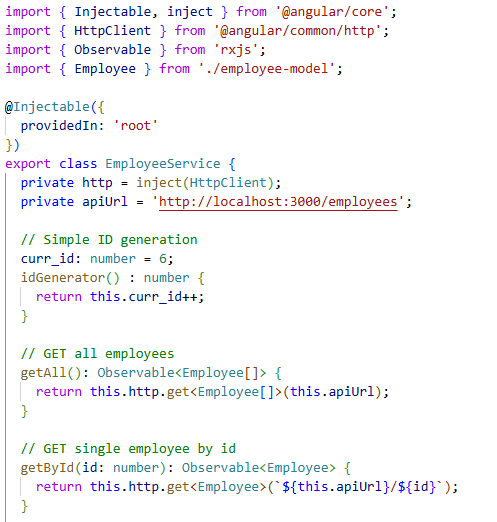 import { Injectable, inject } from '@angular/core';
import { HttpClient } from '@angular/common/http';
import { Observable } from 'rxjs';
import { Employee } from './employee-model';

@Injectable({
  providedIn: 'root'
})
export class EmployeeService {
  private http = inject(HttpClient);
  private apiUrl = 'http://localhost:3000/employees';

  // Simple ID generation
  curr_id: number = 6;
  idGenerator() : number {
    return this.curr_id++;
  }

  // GET all employees
  getAll(): Observable<Employee[]> {
    return this.http.get<Employee[]>(this.apiUrl);
  }

  // GET single employee by id
  getById(id: number): Observable<Employee> {
    return this.http.get<Employee>(`${this.apiUrl}/${id}`);
  }